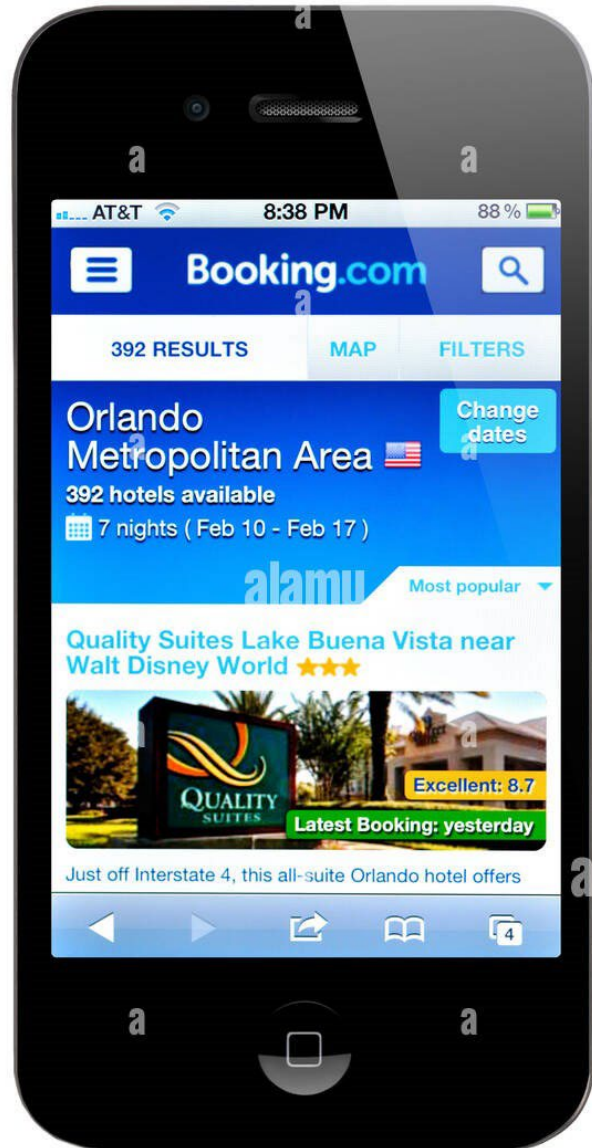 a
a
a
AT&T 8:38 PM 88 %
Booking.com
a
392 RESULTS MAP FILTERS
Orlando
Metropolitan Area
Change
dates
a
a
392 hotels available
7 nights ( Feb 10 - Feb 17 )
alamy
Most popular
Quality Suites Lake Buena Vista near
Walt Disney World
a
a
QUALITY
SUITES
Excellent: 8.7
Latest Booking: yesterday
Just off Interstate 4, this all-suite Orlando hotel offers
a
4
a
a